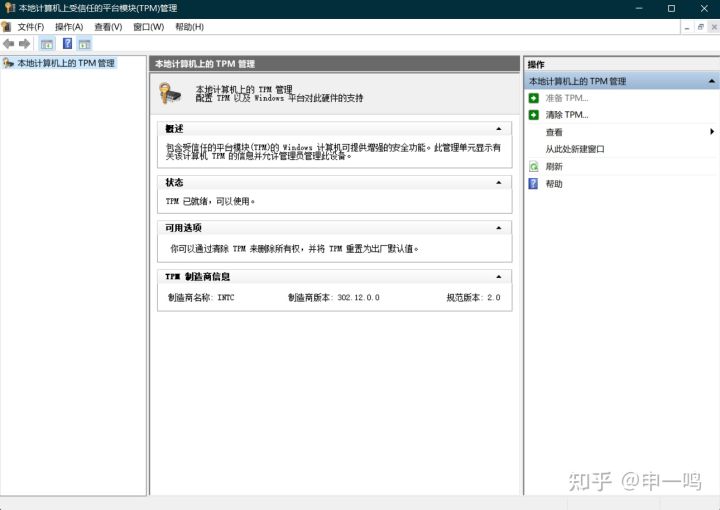 本地计算机上受信任的平台模块(TPM)管理
文件(F) 操作(A) 查看(V) 窗口(W) 帮助(H)
本地计算机上的 TPM 管理
本地计算机上的 TPM 管理
本地计算机上的 TPM 管理
配置 TPM 以及 Windows 平台对此硬件的支持
概述
包含受信任的平台模块(TPM)的 Windows 计算机可提供增强的安全功能。此管理单元显示有
关该计算机 TPM 的信息并允许管理员管理此设备。
状态
TPM 已就绪，可以使用。
可用选项
你可以通过清除 TPM 来删除所有权，并将 TPM 重置为出厂默认值。
TPM 制造商信息
制造商名称: INTC 制造商版本: 302.12.0.0 规范版本: 2.0
操作
本地计算机上的 TPM 管理
准备 TPM...
清除 TPM...
查看
从此处新建窗口
刷新
帮助
知乎 @申一鸣